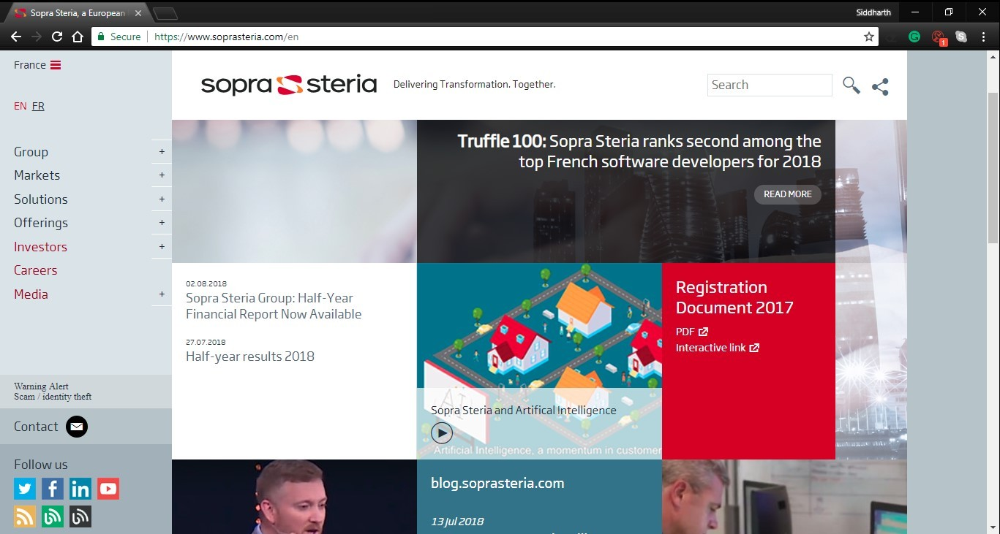 Sopra Steria, a European
Siddharth
Secure
https://www.soprasteria.com/en
1
France
EN FR
Group +
Markets +
Solutions +
Offerings +
Investors +
Careers
Media +
Warning Alert
Scam / identity theft
Contact
Follow us
sopra steria
Delivering Transformation. Together.
Search
Truffle 100: Sopra Steria ranks second among the
top French software developers for 2018
READ MORE
02.08.2018
Sopra Steria Group: Half-Year
Financial Report Now Available
27.07.2018
Half-year results 2018
AI
Sopra Steria and Artifical Intelligence
Artificial Intelligence, a momentum in customer
Registration
Document 2017
PDF
Interactive link
blog.soprasteria.com
13 Jul 2018